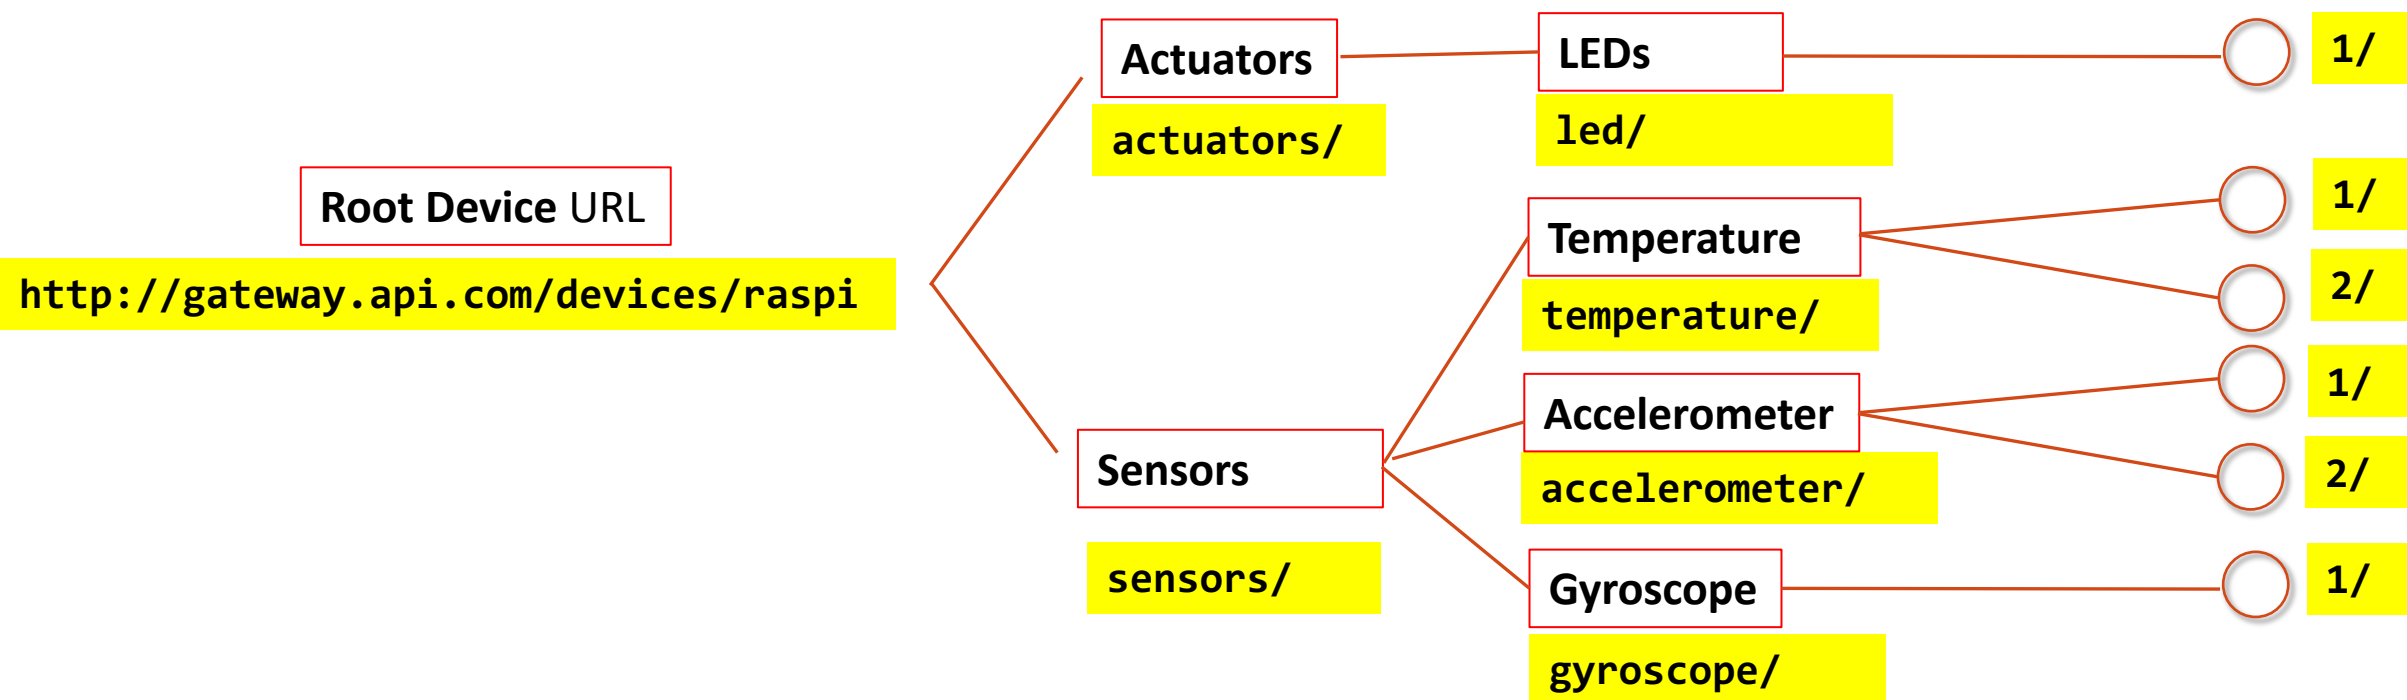 Root Device URL
http://gateway.api.com/devices/raspi
Actuators
actuators/
LEDs
led/
1/
Sensors
sensors/
Temperature
temperature/
1/
2/
Accelerometer
accelerometer/
1/
2/
Gyroscope
gyroscope/
1/